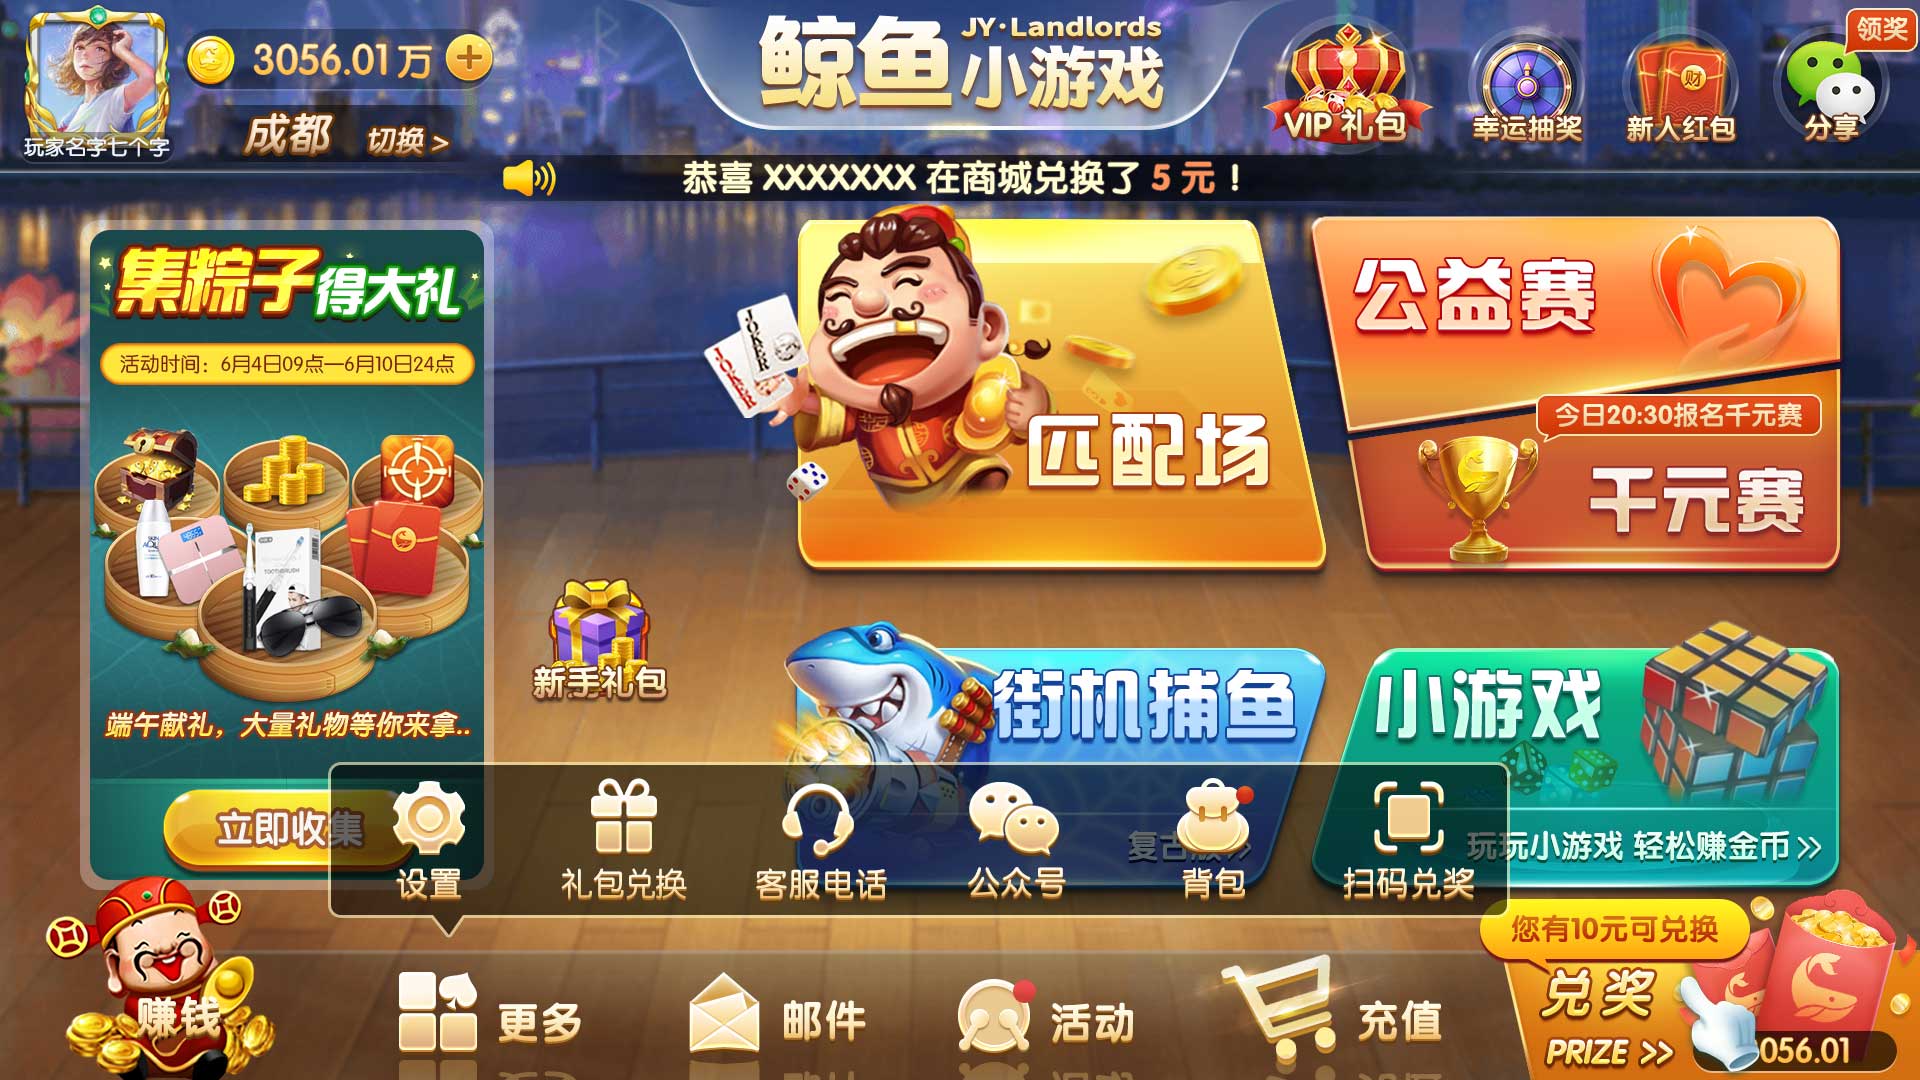 3056.01万
玩家名字七个字
成都 切换 >
鲸鱼
JY·Landlords
小游戏
VIP 礼包
幸运抽奖
新人红包
财
领奖
分享
恭喜 XXXXXXX 在商城兑换了 5 元！
集粽子得大礼
活动时间：6月4日09点—6月10日24点
端午献礼，大量礼物等你来拿..
立即收集
JOKER
JOKER
匹配场
公益赛
今日20:30报名千元赛
千元赛
新手礼包
街机捕鱼
复古版>>
小游戏
玩玩小游戏 轻松赚金币>>
设置
礼包兑换
客服电话
公众号
背包
扫码兑奖
赚钱
更多
邮件
活动
充值
您有10元可兑换
兑奖
PRIZE >>
056.01